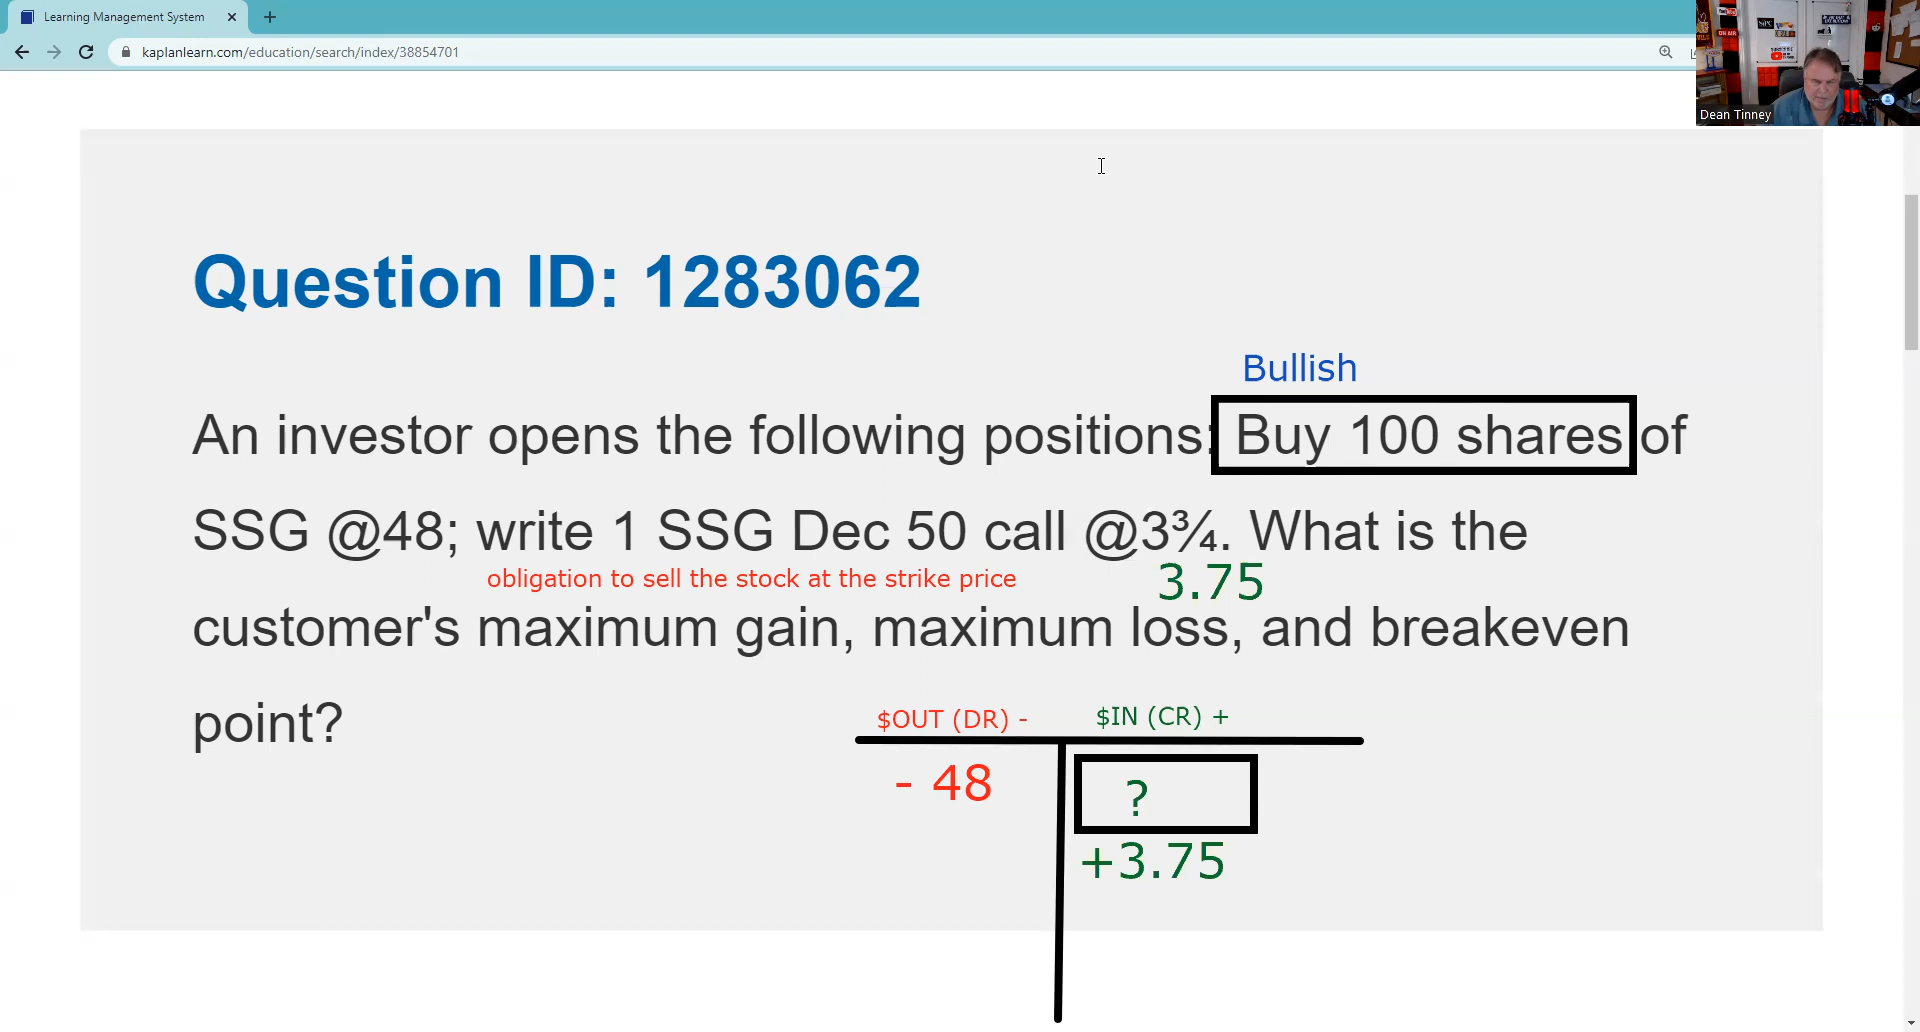 Learning Management System
kaplanlearn.com/education/search/index/38854701
ON AIR
Dean Tinney
Question ID: 1283062
Bullish
An investor opens the following positions: Buy 100 shares of
SSG @48; write 1 SSG Dec 50 call @3¾. What is the
obligation to sell the stock at the strike price
3.75
customer's maximum gain, maximum loss, and breakeven
point?
$OUT (DR) -
$IN (CR) +
- 48
?
+3.75